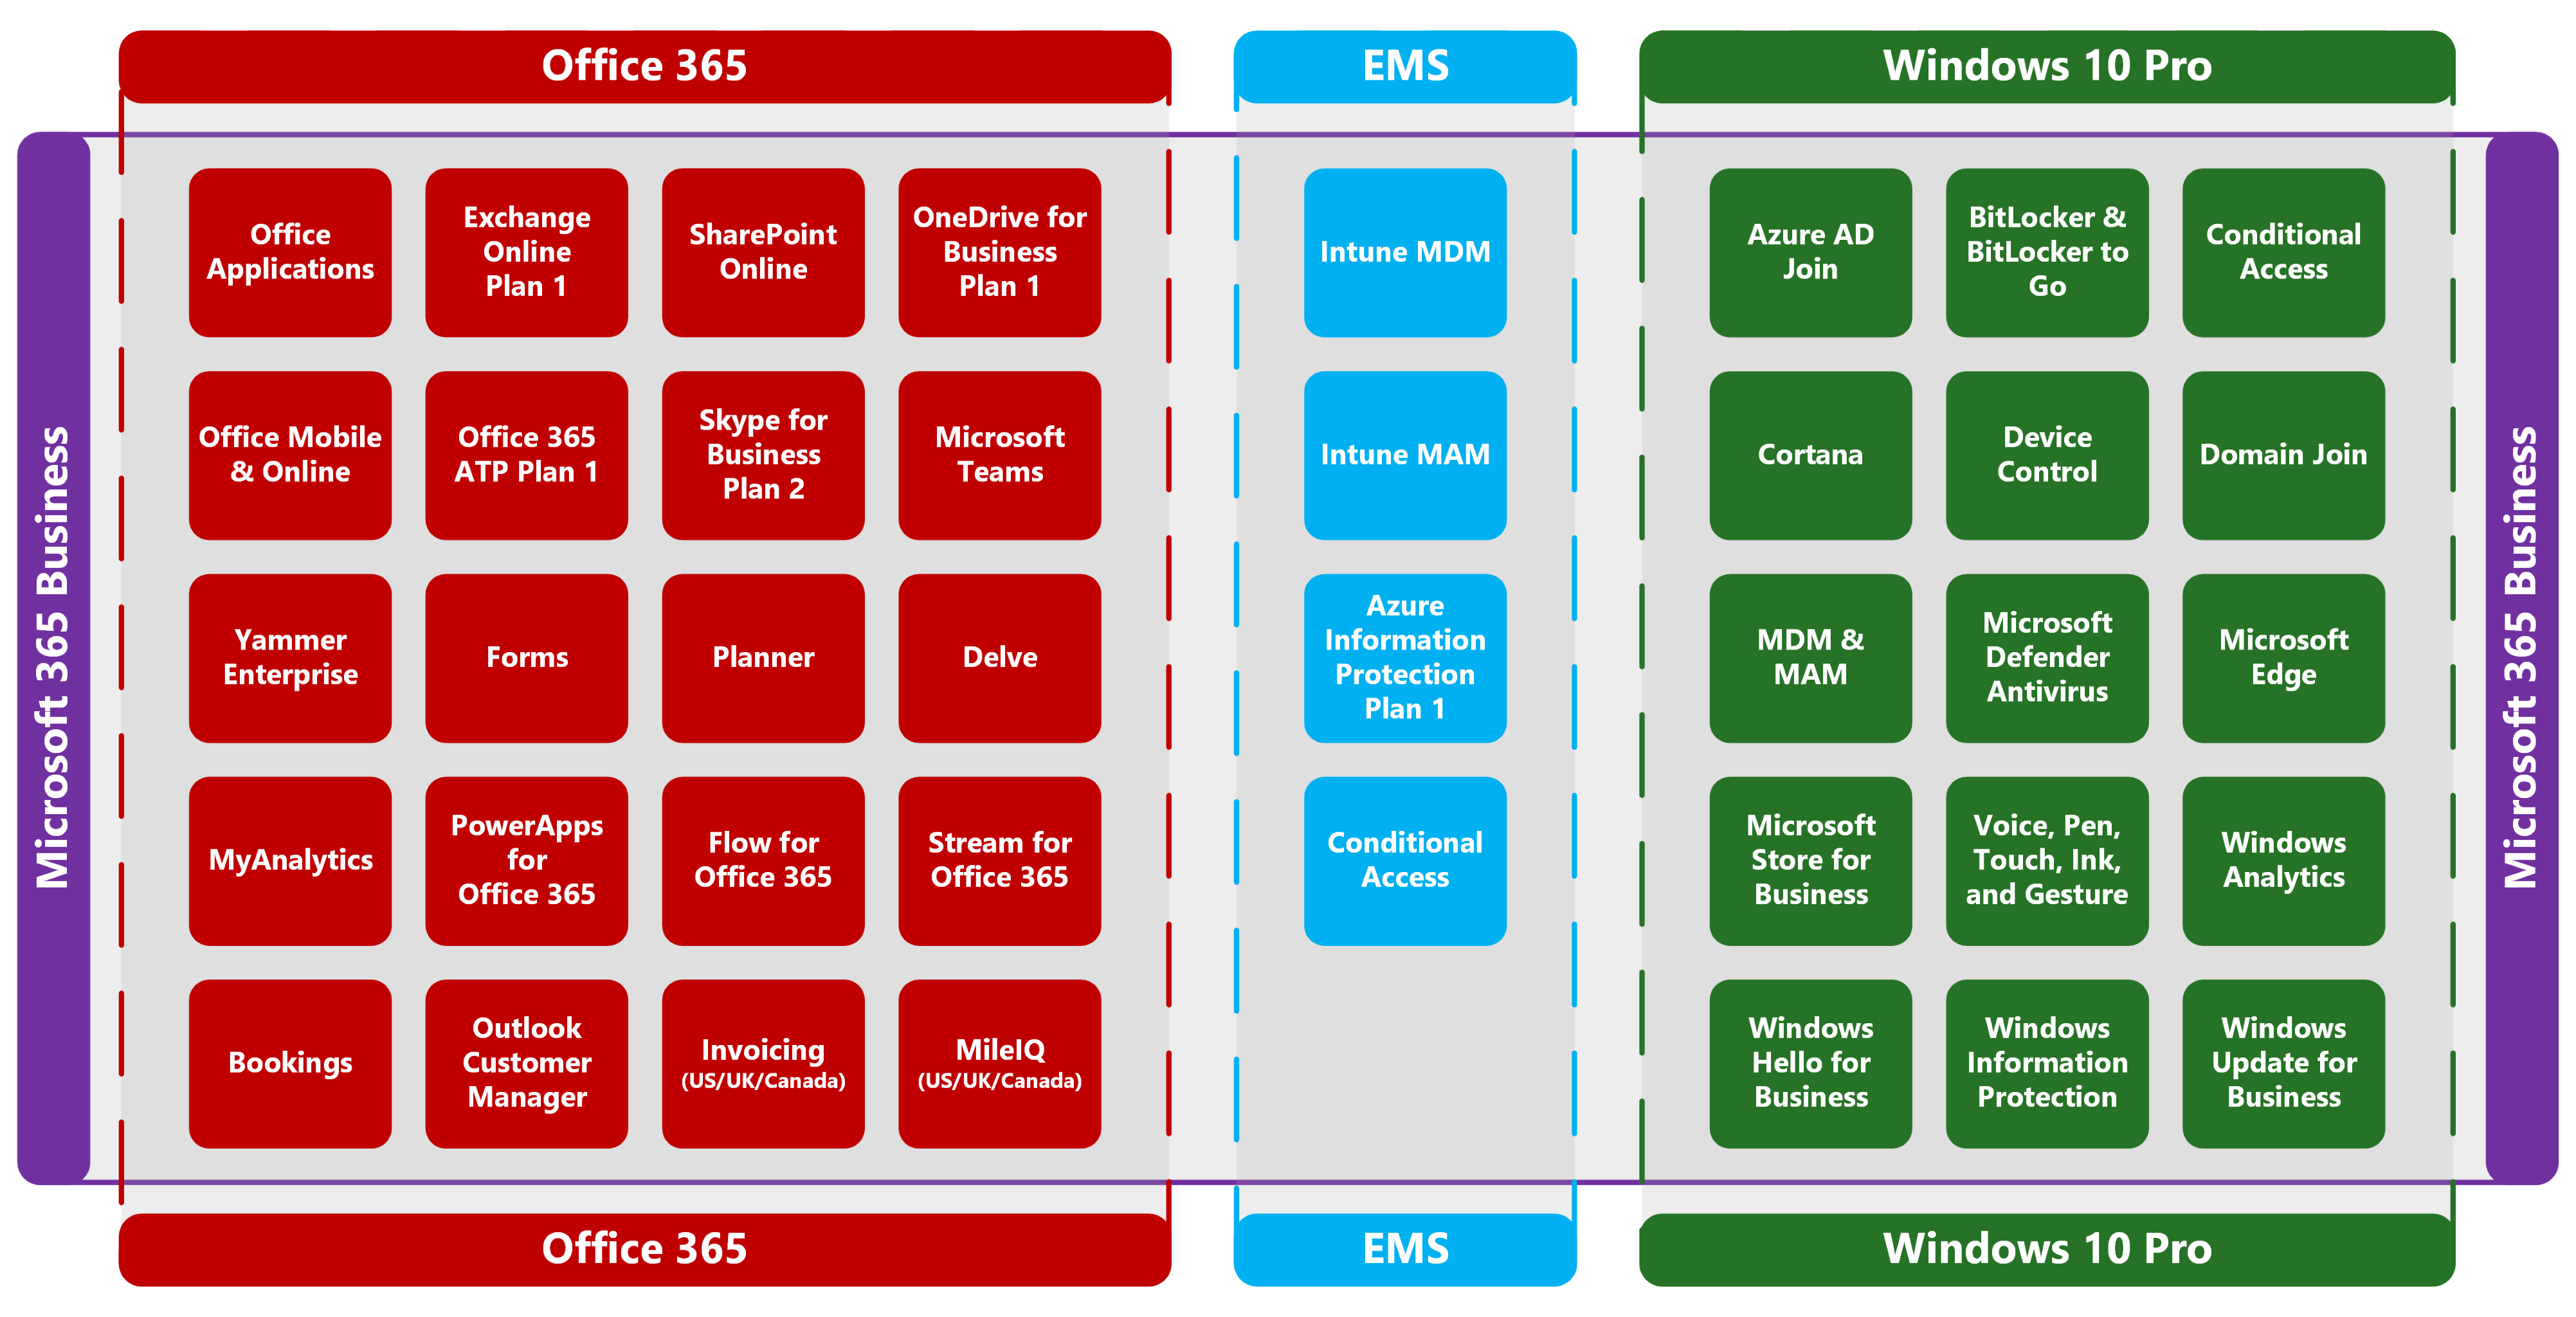 Office 365
EMS
Windows 10 Pro
Microsoft 365 Business
Office
Applications
Exchange
Online
Plan 1
SharePoint
Online
OneDrive for
Business
Plan 1
Office Mobile
& Online
Office 365
ATP Plan 1
Skype for
Business
Plan 2
Microsoft
Teams
Yammer
Enterprise
Forms
Planner
Delve
MyAnalytics
PowerApps
for
Office 365
Flow for
Office 365
Stream for
Office 365
Bookings
Outlook
Customer
Manager
Invoicing
(US/UK/Canada)
MileIQ
(US/UK/Canada)
Intune MDM
Intune MAM
Azure
Information
Protection
Plan 1
Conditional
Access
Azure AD
Join
BitLocker &
BitLocker to
Go
Conditional
Access
Cortana
Device
Control
Domain Join
MDM &
MAM
Microsoft
Defender
Antivirus
Microsoft
Edge
Microsoft
Store for
Business
Voice, Pen,
Touch, Ink,
and Gesture
Windows
Analytics
Windows
Hello for
Business
Windows
Information
Protection
Windows
Update for
Business
Microsoft 365 Business
Office 365
EMS
Windows 10 Pro